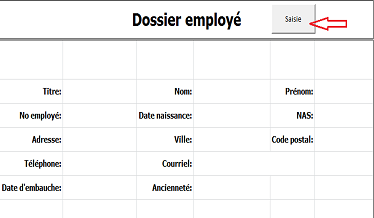 Dossier employé Saisie
Titre: Nom: Prénom:
No employé: Date naissance: NAS:
Adresse: Ville: Code postal:
Téléphone: Courriel:
Date d'embauche: Ancienneté: